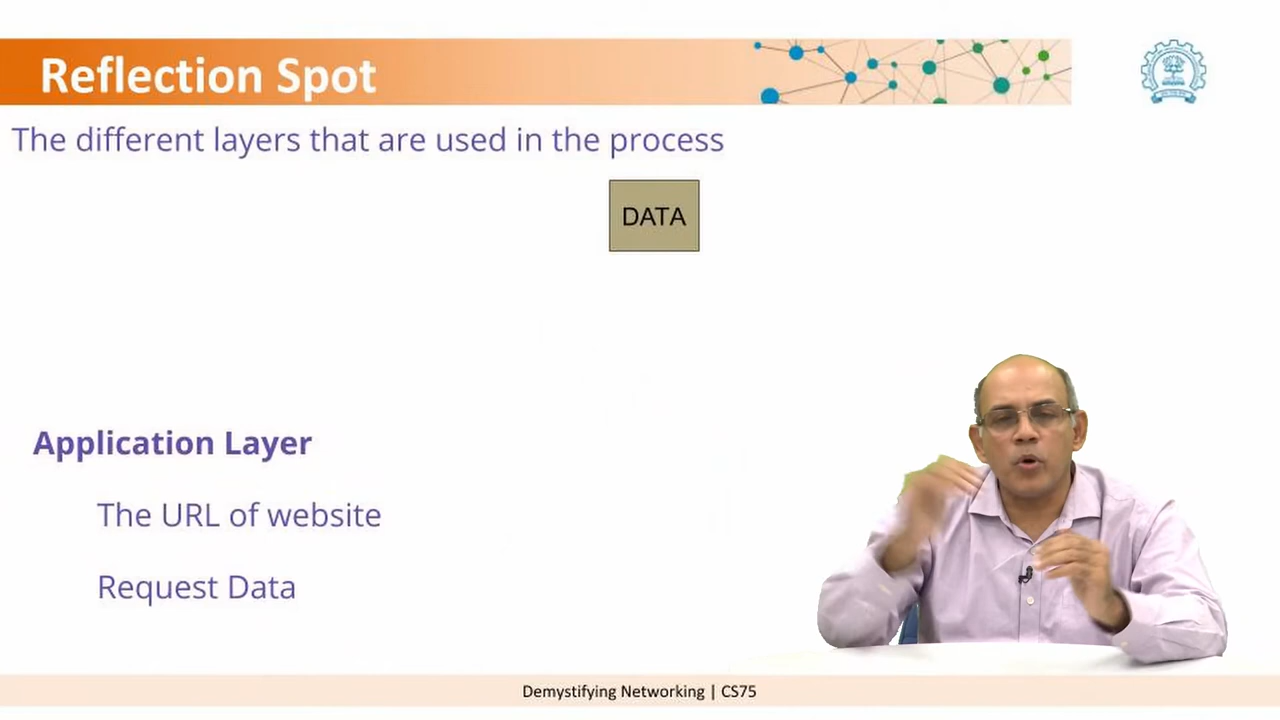 Reflection Spot
The different layers that are used in the process
DATA
Application Layer
The URL of website
Request Data
Demystifying Networking | CS75